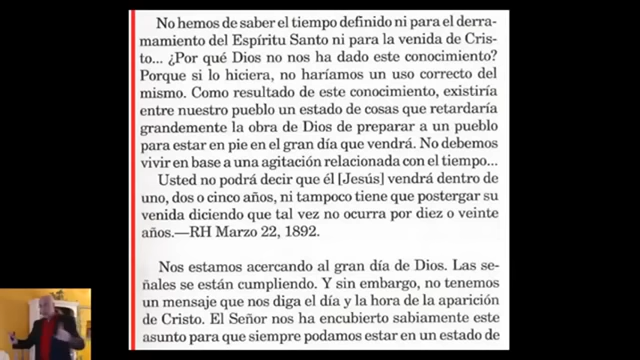 No hemos de saber el tiempo definido ni para el derra-
mamiento del Espíritu Santo ni para la venida de Cris-
to... ¿Por qué Dios no nos ha dado este conocimiento?
Porque si lo hiciera, no haríamos un uso correcto del
mismo. Como resultado de este conocimiento, existiría
entre nuestro pueblo un estado de cosas que retardaría
grandemente la obra de Dios de preparar a un pueblo
para estar en pie en el gran día que vendrá. No debemos
vivir en base a una agitación relacionada con el tiempo...
Usted no podrá decir que él [Jesús] vendrá dentro de
uno, dos o cinco años, ni tampoco tiene que postergar su
venida diciendo que tal vez no ocurra por diez o veinte
años.—RH Marzo 22, 1892.
Nos estamos acercando al gran día de Dios. Las se-
ñales se están cumpliendo. Y sin embargo, no tenemos
un mensaje que nos diga el día y la hora de la aparición
de Cristo. El Señor nos ha encubierto sabiamente este
asunto para que siempre podamos estar en un estado de